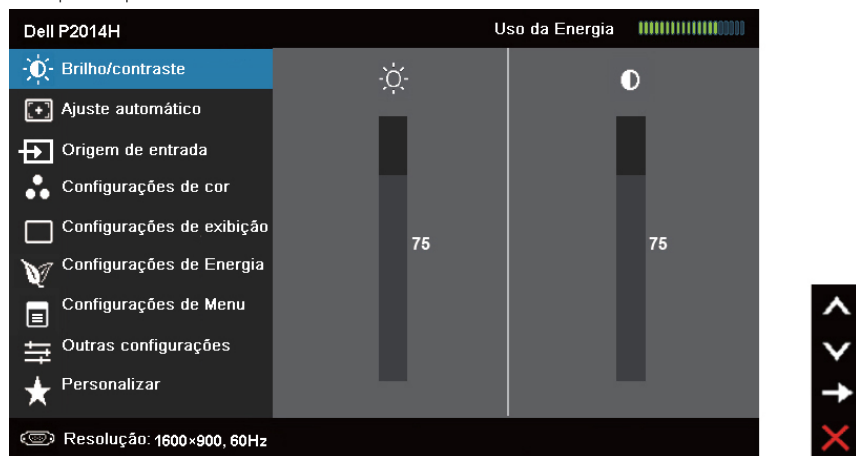 Dell P2014H
Uso da Energia
Brilho/contraste
Ajuste automático
Origem de entrada
Configurações de cor
Configurações de exibição
Configurações de Energia
Configurações de Menu
Outras configurações
Personalizar
75
75
Resolução: 1600×900, 60Hz